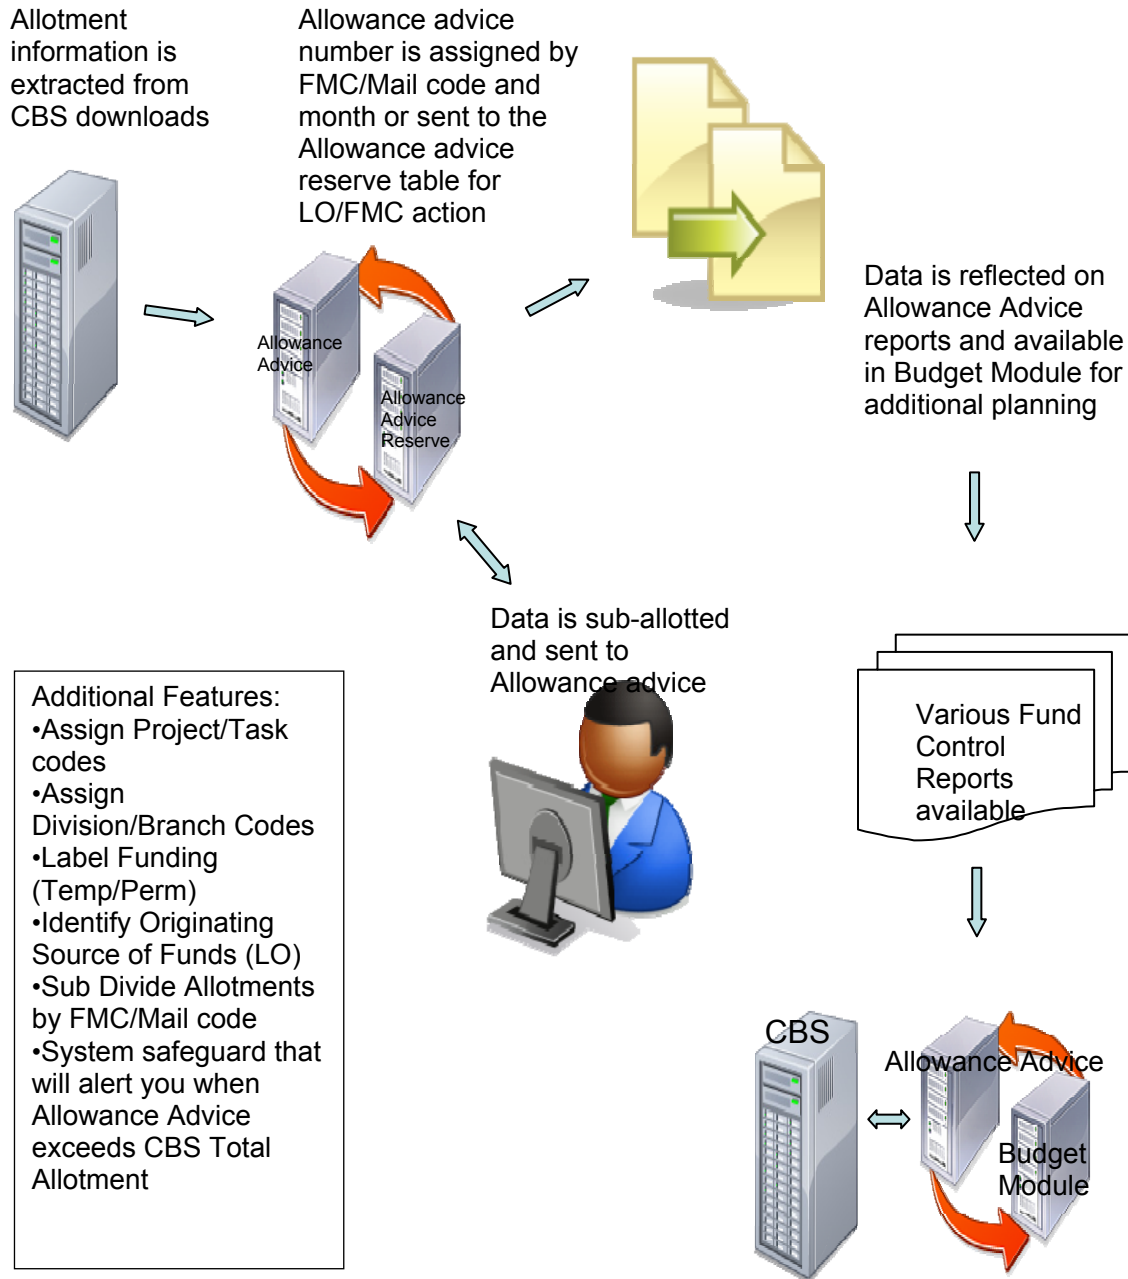 Allotment
information is
extracted from
CBS downloads
Allowance advice
number is assigned by
FMC/Mail code and
month or sent to the
Allowance advice
reserve table for
LO/FMC action
Allowance
Advice
Allowance
Advice
Reserve
Data is reflected on
Allowance Advice
reports and available
in Budget Module for
additional planning
Data is sub-allotted
and sent to
Allowance advice
Additional Features:
•Assign Project/Task
codes
•Assign
Division/Branch Codes
•Label Funding
(Temp/Perm)
•Identify Originating
Source of Funds (LO)
•Sub Divide Allotments
by FMC/Mail code
•System safeguard that
will alert you when
Allowance Advice
exceeds CBS Total
Allotment
Various Fund
Control
Reports
available
CBS
Allowance Advice
Budget
Module